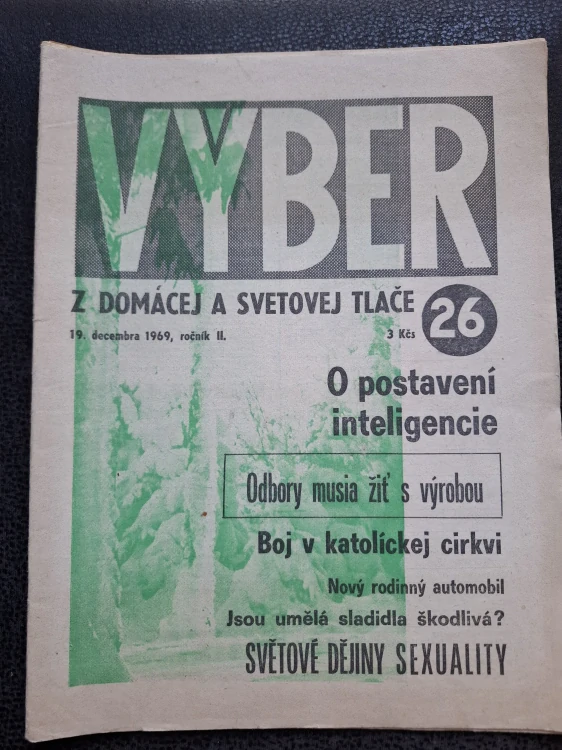 VYBER
Z DOMÁCEJ A SVETOVEJ TLAČE
26
19. decembra 1969, ročník II.
3 Kčs
O postavení
inteligencie
Odbory musia žiť s výrobou
Boj v katolíckej cirkvi
Nový rodinný automobil
Jsou umělá sladidla škodlivá?
SVĚTOVÉ DĚJINY SEXUALITY